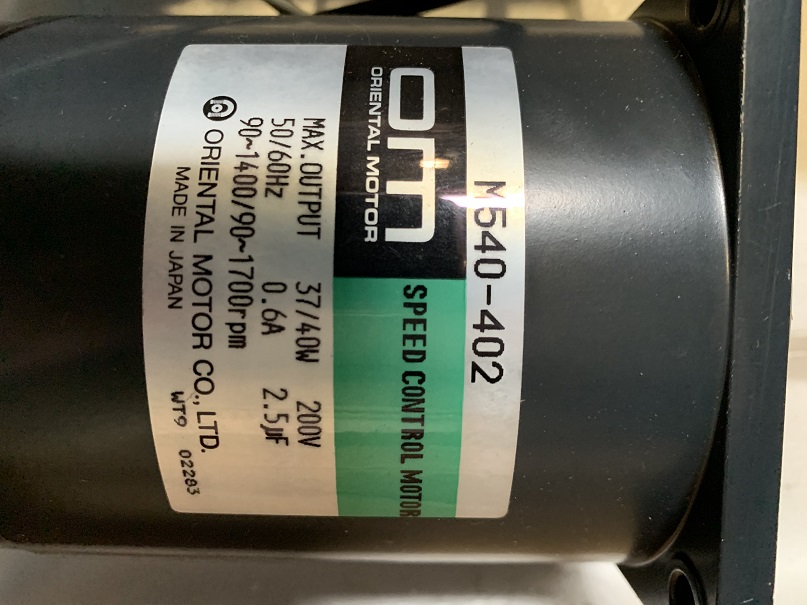 M540-402
om
ORIENTAL MOTOR
SPEED CONTROL MOTOR
MAX.OUTPUT 37/40W 200V
50/60Hz 0.6A 2.5μF
90~1400/90~1700rpm
ORIENTAL MOTOR CO., LTD.
MADE IN JAPAN
WT9 02283